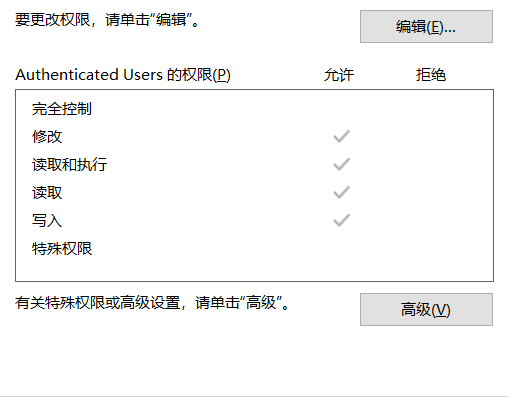 要更改权限，请单击“编辑”。 编辑(E)...
Authenticated Users 的权限(P) 允许 拒绝
完全控制
修改
读取和执行
读取
写入
特殊权限
有关特殊权限或高级设置，请单击“高级”。 高级(V)